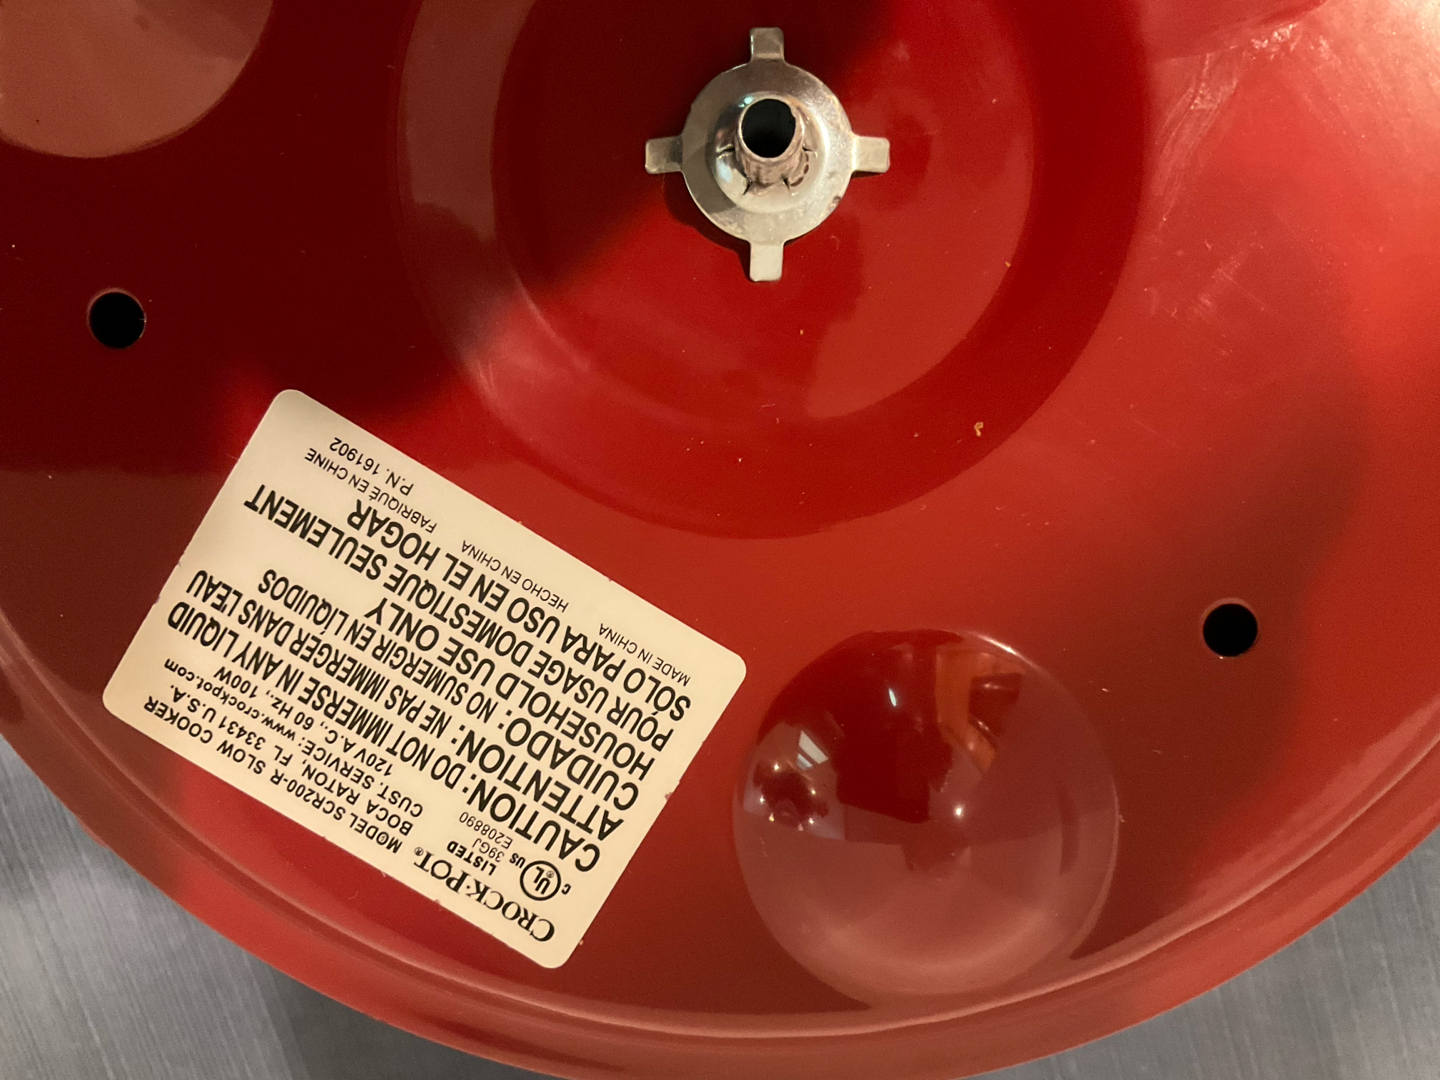 CROCK·POT® MODEL SCR200-R SLOW COOKER
BOCA RATON, FL 33431 U.S.A.
CUST. SERVICE: www.crockpot.com
120V A.C., 60 Hz., 100W
C UL US LISTED
39GJ
E208890
CAUTION: DO NOT IMMERSE IN ANY LIQUID
ATTENTION: NE PAS IMMERGER DANS L'EAU
CUIDADO: NO SUMERGIR EN LÍQUIDOS
HOUSEHOLD USE ONLY
POUR USAGE DOMESTIQUE SEULEMENT
SÓLO PARA USO EN EL HOGAR
MADE IN CHINA HECHO EN CHINA FABRIQUÉ EN CHINE
P.N. 161902